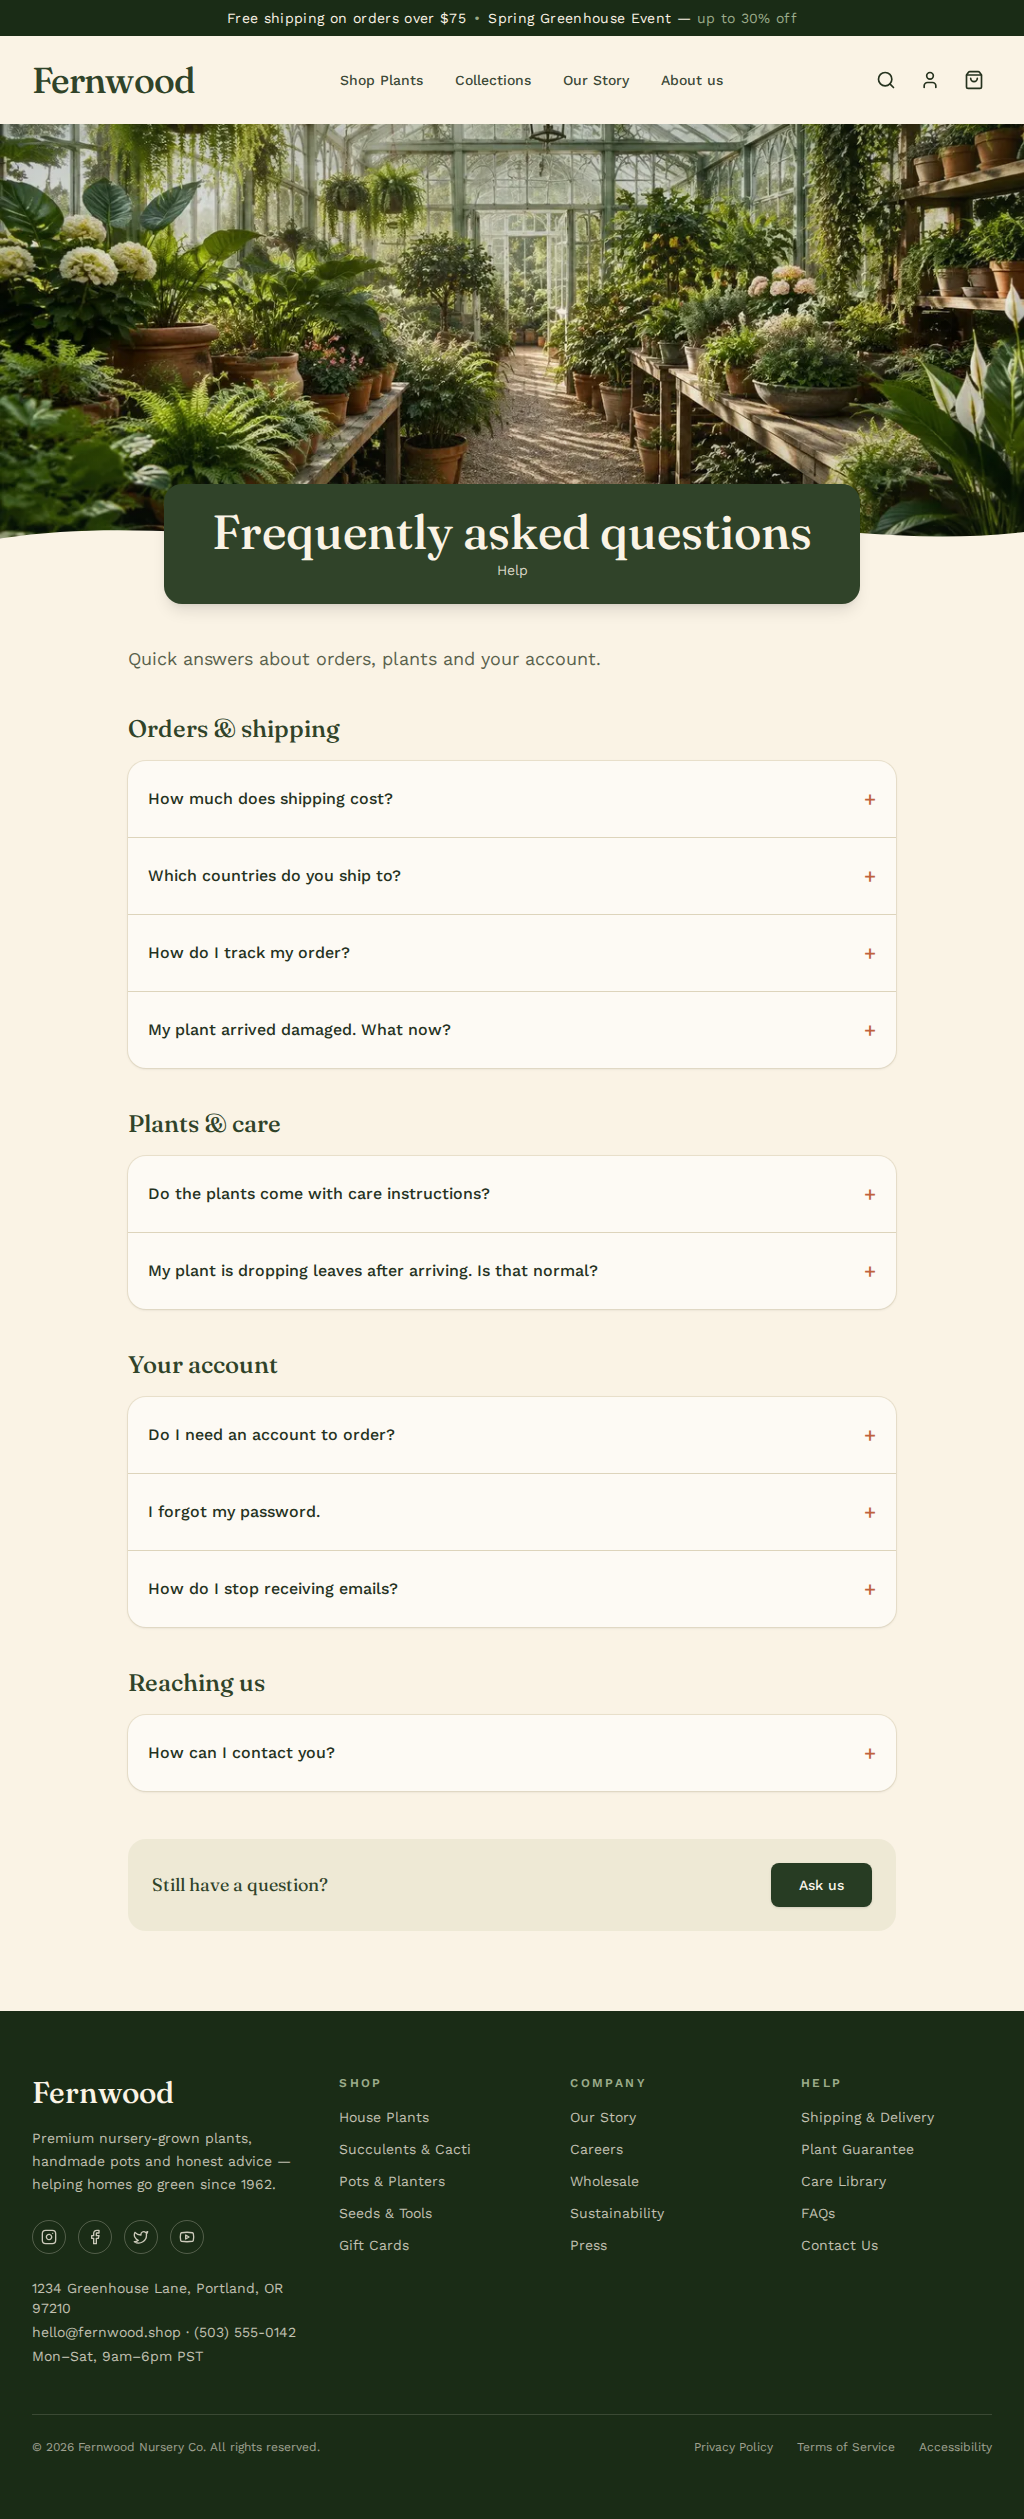 Free shipping on orders over $75 • Spring Greenhouse Event — up to 30% off
Fernwood
Shop Plants Collections Our Story About us
Frequently asked questions
Help
Quick answers about orders, plants and your account.
Orders & shipping
How much does shipping cost? +
Which countries do you ship to? +
How do I track my order? +
My plant arrived damaged. What now? +
Plants & care
Do the plants come with care instructions? +
My plant is dropping leaves after arriving. Is that normal? +
Your account
Do I need an account to order? +
I forgot my password. +
How do I stop receiving emails? +
Reaching us
How can I contact you? +
Still have a question?
Ask us
Fernwood
Premium nursery-grown plants,
handmade pots and honest advice —
helping homes go green since 1962.
1234 Greenhouse Lane, Portland, OR
97210
hello@fernwood.shop · (503) 555-0142
Mon–Sat, 9am–6pm PST
SHOP
House Plants
Succulents & Cacti
Pots & Planters
Seeds & Tools
Gift Cards
COMPANY
Our Story
Careers
Wholesale
Sustainability
Press
HELP
Shipping & Delivery
Plant Guarantee
Care Library
FAQs
Contact Us
© 2026 Fernwood Nursery Co. All rights reserved.
Privacy Policy Terms of Service Accessibility